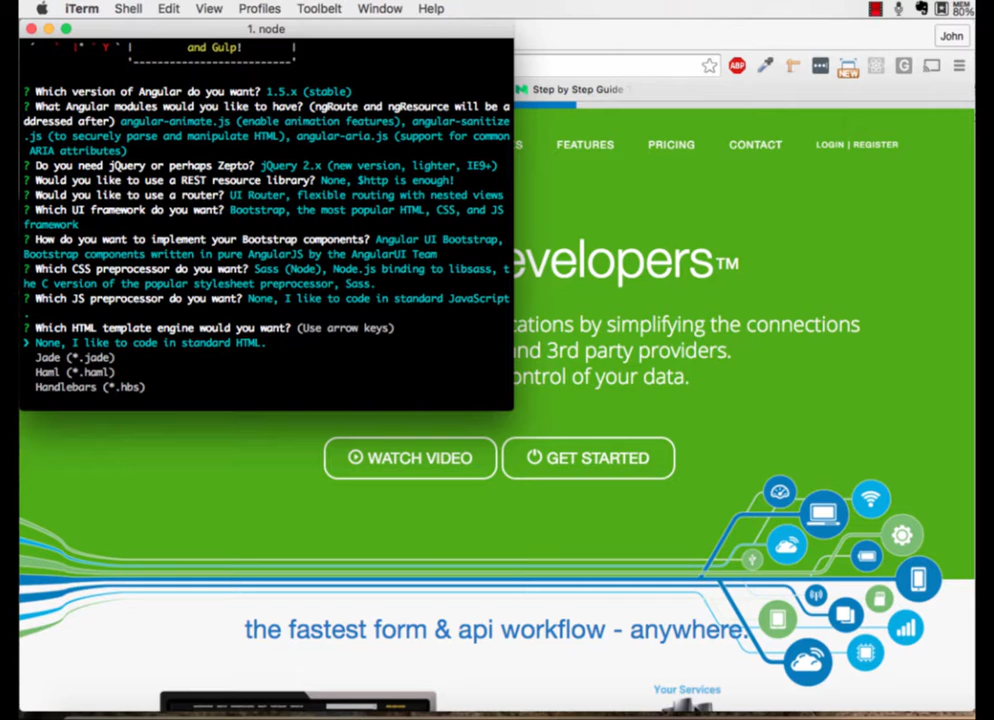 iTerm Shell Edit View Profiles Toolbelt Window Help
MEM
80%
1. node
John
and Gulp!
'--------------------------'
? Which version of Angular do you want? 1.5.x (stable)
? What Angular modules would you like to have? (ngRoute and ngResource will be a
ddressed after) angular-animate.js (enable animation features), angular-sanitize
.js (to securely parse and manipulate HTML), angular-aria.js (support for common
ARIA attributes)
? Do you need jQuery or perhaps Zepto? jQuery 2.x (new version, lighter, IE9+)
? Would you like to use a REST resource library? None, $http is enough!
? Would you like to use a router? UI Router, flexible routing with nested views
? Which UI framework do you want? Bootstrap, the most popular HTML, CSS, and JS
framework
? How do you want to implement your Bootstrap components? Angular UI Bootstrap,
Bootstrap components written in pure AngularJS by the AngularUI Team
? Which CSS preprocessor do you want? Sass (Node), Node.js binding to libsass, t
he C version of the popular stylesheet preprocessor, Sass.
? Which JS preprocessor do you want? None, I like to code in standard JavaScript
.
? Which HTML template engine would you want? (Use arrow keys)
❯ None, I like to code in standard HTML.
Jade (*.jade)
Haml (*.haml)
Handlebars (*.hbs)
ABP
NEW
G
Step by Step Guide
S FEATURES PRICING CONTACT LOGIN | REGISTER
evelopers™
ations by simplifying the connections
and 3rd party providers.
ontrol of your data.
WATCH VIDEO GET STARTED
the fastest form & api workflow - anywhere.
Your Services